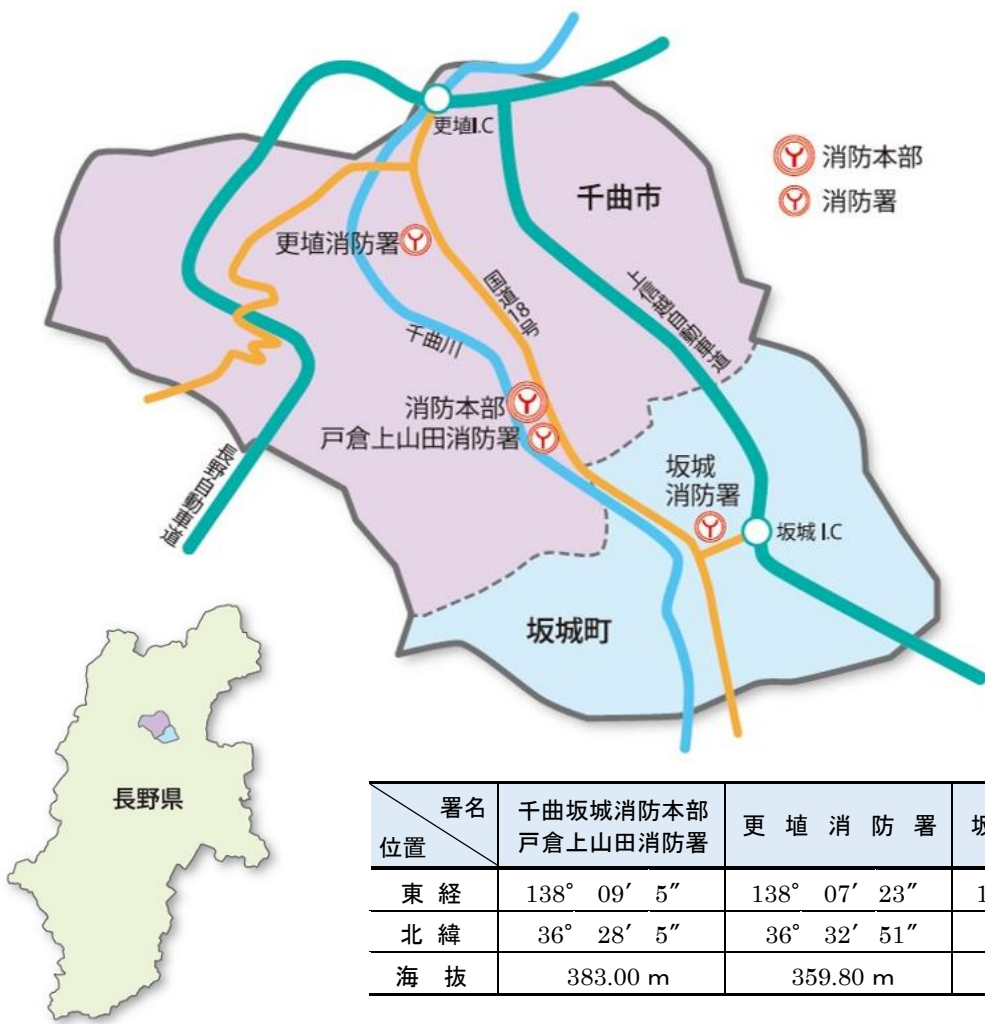 更埴I.C
消防本部
千曲市
消防署
更埴消防署
国道18号
上信越自動車道
千曲川
消防本部
戸倉上山田消防署
坂城
消防署
坂城 I.C
長野自動車道
坂城町
長野県
署名
位置
千曲坂城消防本部
戸倉上山田消防署
更埴消防署
坂
東経 138° 09′ 5″ 138° 07′ 23″ 1
北緯 36° 28′ 5″ 36° 32′ 51″
海抜 383.00 m 359.80 m